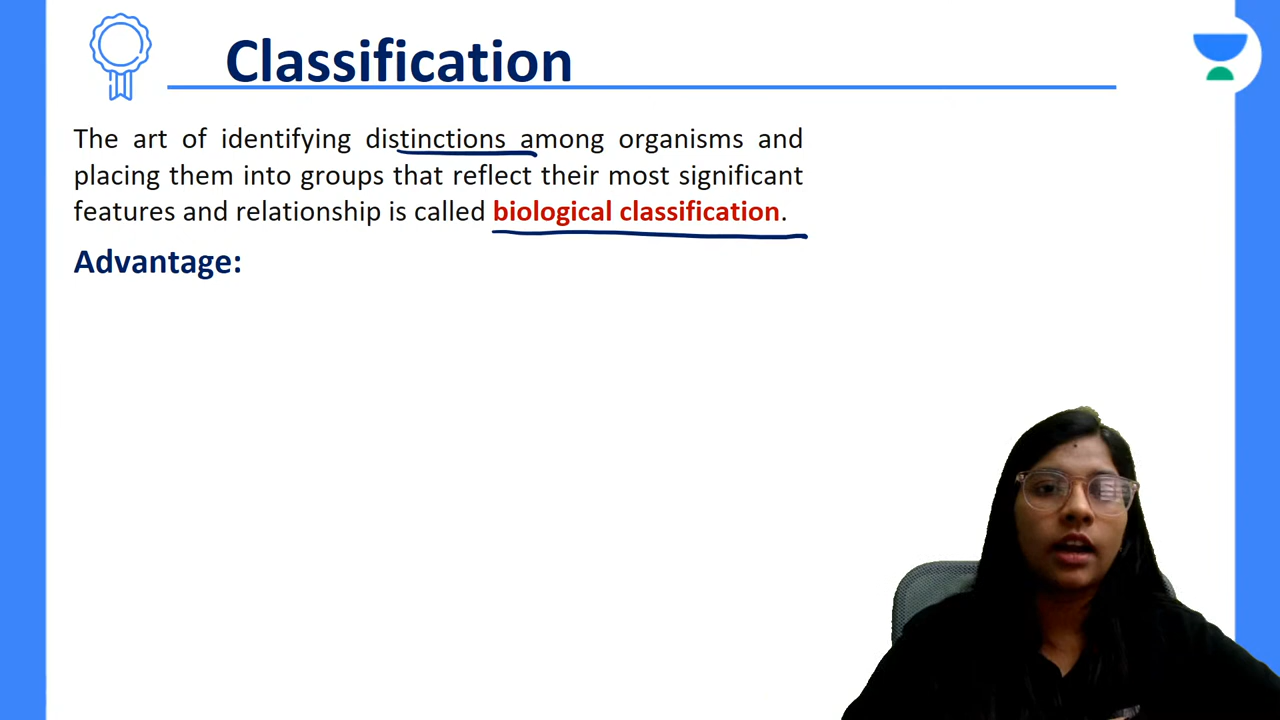 Classification
The art of identifying distinctions among organisms and
placing them into groups that reflect their most significant
features and relationship is called biological classification.
Advantage: